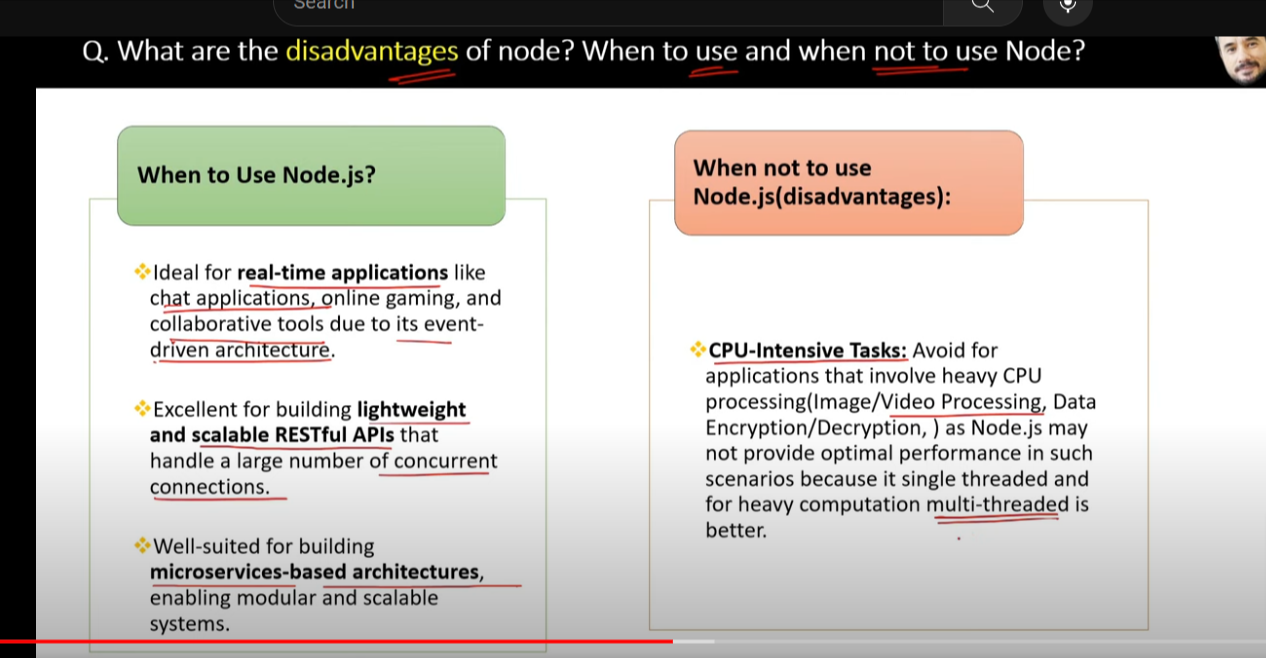 Search
Q. What are the disadvantages of node? When to use and when not to use Node?
When to Use Node.js?
Ideal for real-time applications like
chat applications, online gaming, and
collaborative tools due to its event-
driven architecture.
Excellent for building lightweight
and scalable RESTful APIs that
handle a large number of concurrent
connections.
Well-suited for building
microservices-based architectures,
enabling modular and scalable
systems.
When not to use
Node.js(disadvantages):
CPU-Intensive Tasks: Avoid for
applications that involve heavy CPU
processing(Image/Video Processing, Data
Encryption/Decryption, ) as Node.js may
not provide optimal performance in such
scenarios because it single threaded and
for heavy computation multi-threaded is
better.